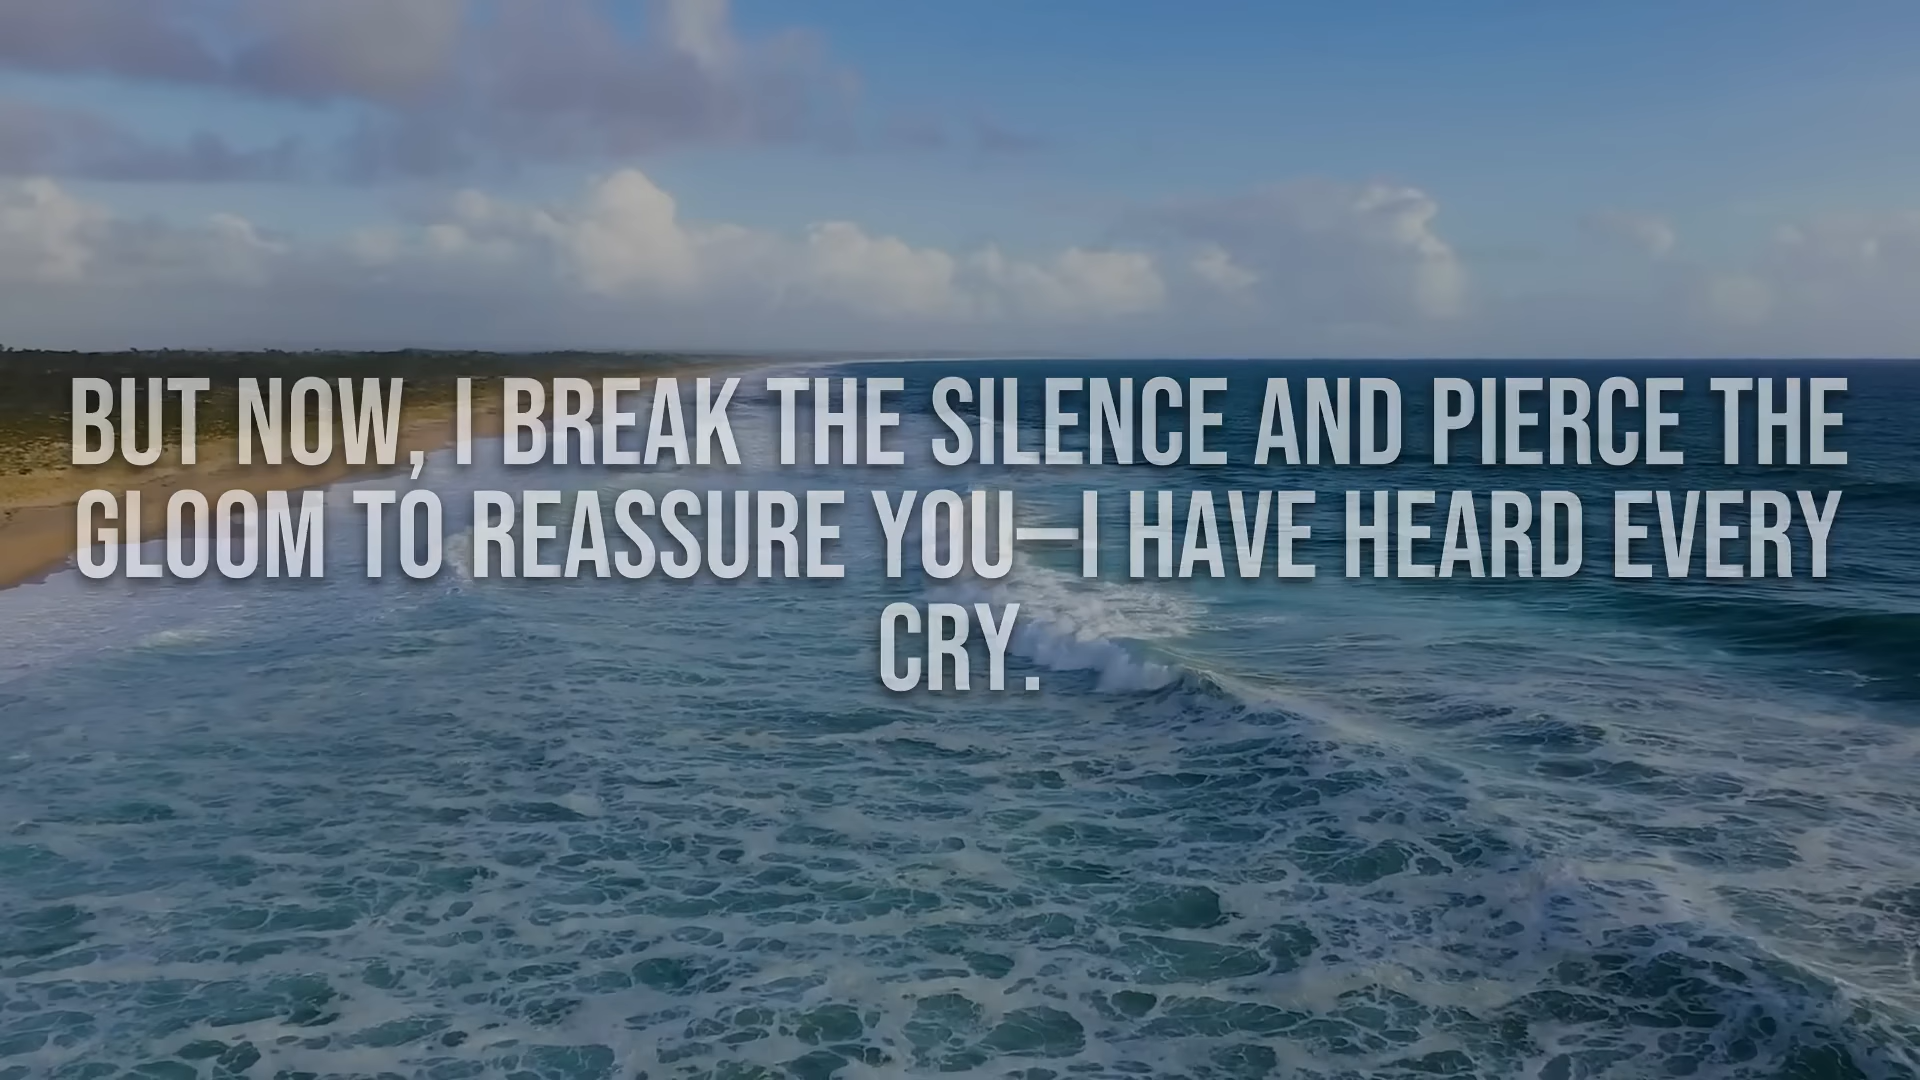 BUT NOW, I BREAK THE SILENCE AND PIERCE THE
GLOOM TO REASSURE YOU—I HAVE HEARD EVERY
CRY.